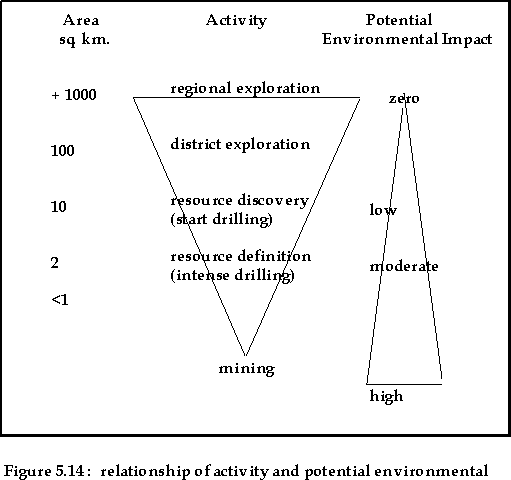 Area Activity Potential
sq km. Environmental Impact
+ 1000 regional exploration zero
100 district exploration
10 resource discovery low
(start drilling)
2 resource definition moderate
(intense drilling)
<1
mining
high
Figure 5.14 : relationship of activity and potential environmental